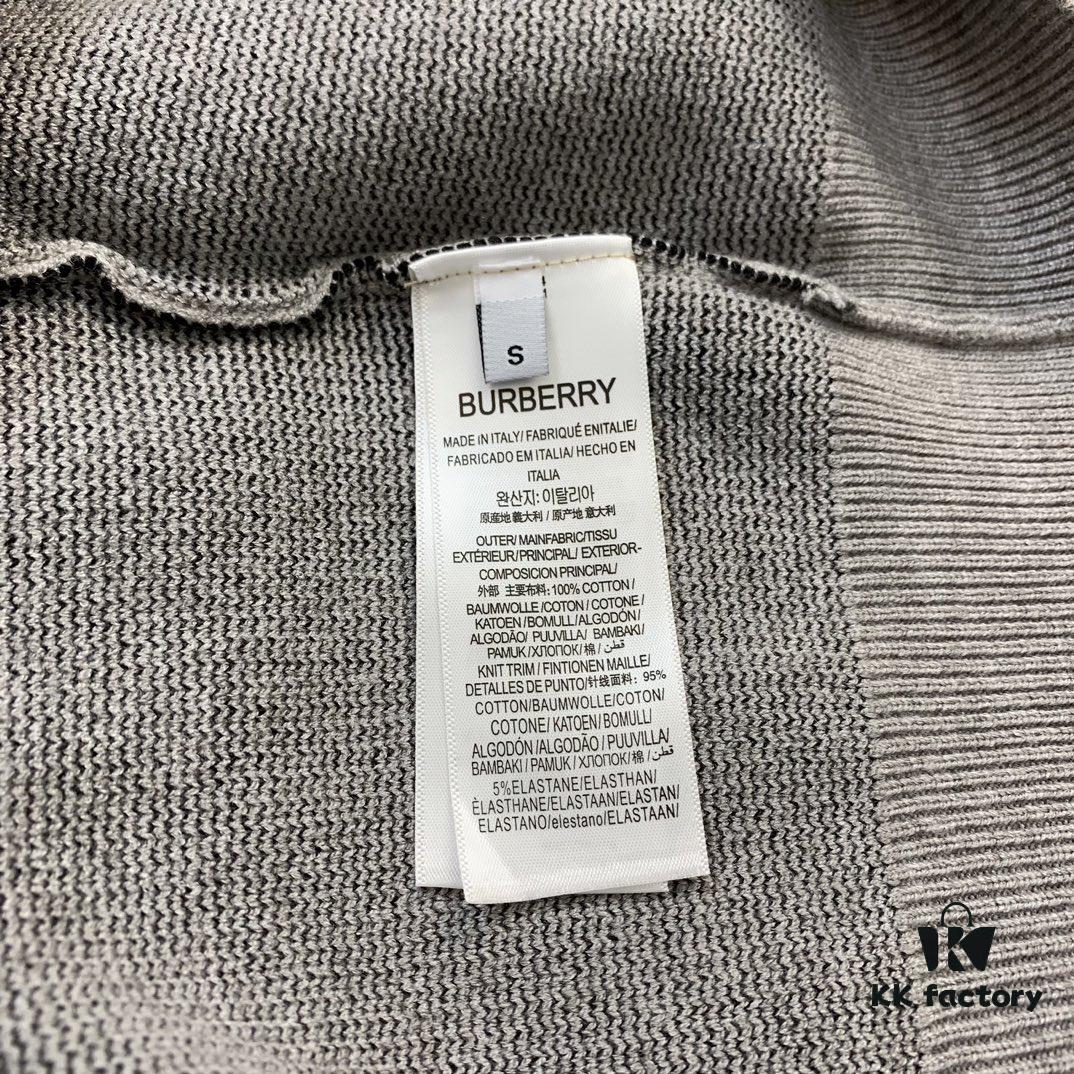 S
BURBERRY
MADE IN ITALY/ FABRIQUÉ ENITALIE/
FABRICADO EM ITALIA/ HECHO EN
ITALIA
완산지: 이탈리아
原産地 義大利 / 原产地 意大利
OUTER/ MAINFABRIC/TISSU
EXTÉRIEUR/PRINCIPAL/ EXTERIOR-
COMPOSICION PRINCIPAL/
外部 主要布料: 100% COTTON /
BAUMWOLLE /COTON / COTONE /
KATOEN / BOMULL/ALGODÓN /
ALGODÃO/ PUUVILLA/ BAMBAKI/
PAMUK /ХЛОПОК/棉 / قطن
KNIT TRIM / FINTIONEN MAILLE/
DETALLES DE PUNTO/针线面料: 95%
COTTON/BAUMWOLLE/COTON/
COTONE/ KATOEN/ BOMULL/
ALGODÓN /ALGODÃO / PUUVILLA/
BAMBAKI / PAMUK / ХЛОПОК/棉 / قطن
5%ELASTANE/ELASTHAN/
ÈLASTHANE/ELASTAAN/ELASTAN/
ELASTANO/elestano/ELASTAAN/
KK factory